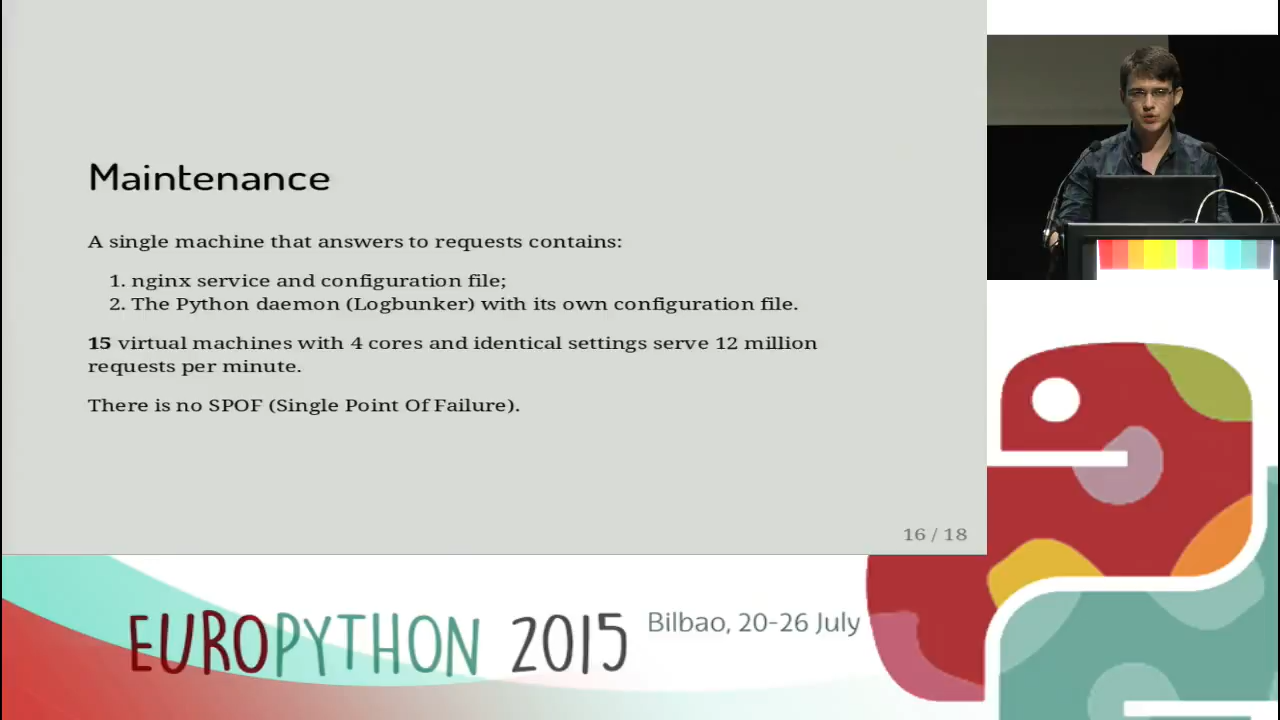 Maintenance
A single machine that answers to requests contains:
1. nginx service and configuration file;
2. The Python daemon (Logbunker) with its own configuration file.
15 virtual machines with 4 cores and identical settings serve 12 million
requests per minute.
There is no SPOF (Single Point Of Failure).
16 / 18
EUROPYTHON 2015
Bilbao, 20-26 July